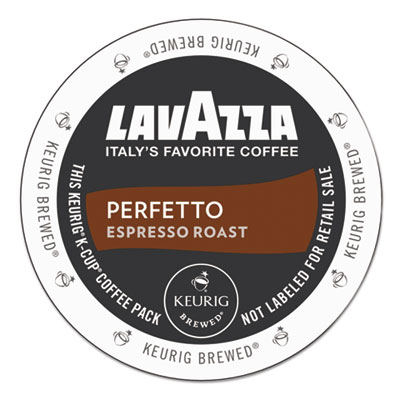 KEURIG BREWED®
KEURIG BREWED®
KEURIG BREWED®
KEURIG BREWED®
KEURIG BREWED®
LAVAZZA
ITALY'S FAVORITE COFFEE
PERFETTO
ESPRESSO ROAST
THIS KEURIG® K-CUP® COFFEE PACK
NOT LABELED FOR RETAIL SALE
KEURIG
BREWED®